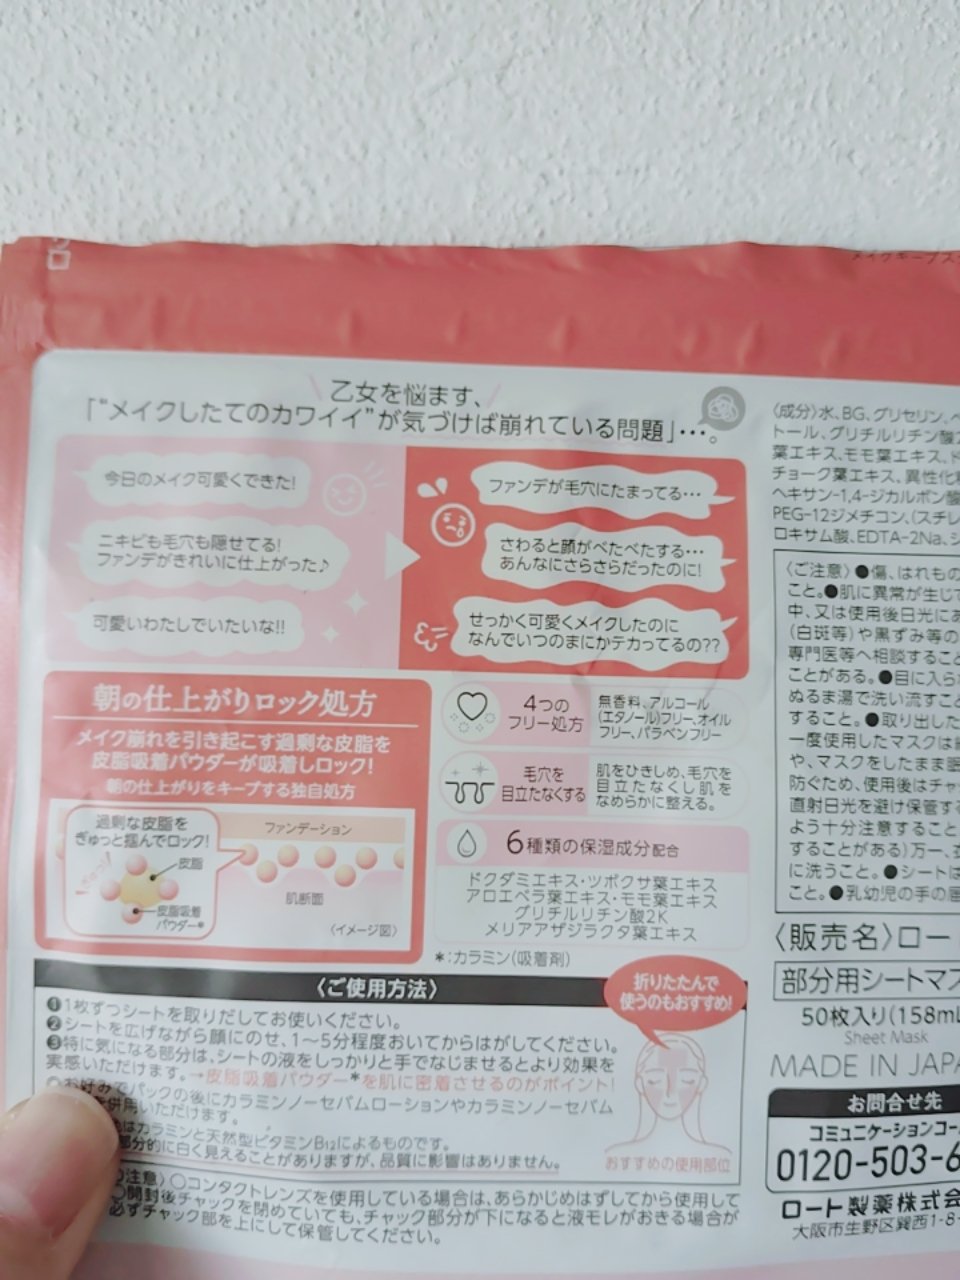 メイクキープス
乙女を悩ます、
「“メイクしたてのカワイイ”が気づけば崩れている問題」…。
今日のメイク可愛くできた!
ニキビも毛穴も隠せてる!
ファンデがきれいに仕上がった♪
可愛いわたしでいたいな!!
ファンデが毛穴にたまってる…
さわると顔がべたべたする…
あんなにさらさらだったのに!
せっかく可愛くメイクしたのに
なんでいつのまにかテカってるの??
朝の仕上がりロック処方
メイク崩れを引き起こす過剰な皮脂を
皮脂吸着パウダーが吸着しロック!
朝の仕上がりをキープする独自処方
過剰な皮脂を
ぎゅっと掴んでロック!
皮脂
皮脂吸着
パウダー*
ファンデーション
肌断面
(イメージ図)
4つの
フリー処方
無香料、アルコール
(エタノール)フリー、オイル
フリー、パラベンフリー
毛穴を
目立たなくする
肌をひきしめ、毛穴を
目立たなくし肌を
なめらかに整える。
6種類の保湿成分配合
ドクダミエキス・ツボクサ葉エキス
アロエベラ葉エキス・モモ葉エキス
グリチルリチン酸2K
メリアアザジラクタ葉エキス
*:カラミン(吸着剤)
〈ご使用方法〉
❶1枚ずつシートを取りだしてお使いください。
❷シートを広げながら顔にのせ、1〜5分程度おいてからはがしてください。
❸特に気になる部分は、シートの液をしっかりと手でなじませるとより効果を
実感いただけます。→皮脂吸着パウダー*を肌に密着させるのがポイント!
お好みでパックの後にカラミンノーセバムローションやカラミンノーセバム
併用いただけます。
はカラミンと天然型ビタミンB12によるものです。
部分的に白く見えることがありますが、品質に影響はありません。
折りたたんで
使うのもおすすめ!
おすすめの使用部位
注意〉○コンタクトレンズを使用している場合は、あらかじめはずしてから使用して
○開封後チャックを閉めていても、チャック部分が下になると液モレがおきる場合が
必ずチャック部を上にして保管してください。
〈成分〉水、BG、グリセリン、ペ
トール、グリチルリチン酸2
葉エキス、モモ葉エキス、ド
チョーク葉エキス、異性化糖
ヘキサン-1,4-ジカルボン酸
PEG-12ジメチコン、(スチレ
ロキサム酸、EDTA-2Na、シ
〈ご注意〉●傷、はれもの
こと。●肌に異常が生じて
中、又は使用後日光にあ
(白斑等)や黒ずみ等の
専門医等へ相談すること
ことがある。●目に入らな
ぬるま湯で洗い流すこと
すること。●取り出した
一度使用したマスクは
や、マスクをしたまま眠
防ぐため、使用後はチャ
直射日光を避け保管する
よう十分注意すること
することがある)万一、衣
に洗うこと。●シートは
こと。●乳幼児の手の届
〈販売名〉ロー
部分用シートマス
50枚入り(158mL
Sheet Mask
MADE IN JAPA
お問合せ先
コミュニケーションコー
0120-503-6
ロート製薬株式会
大阪市生野区巽西1-8-